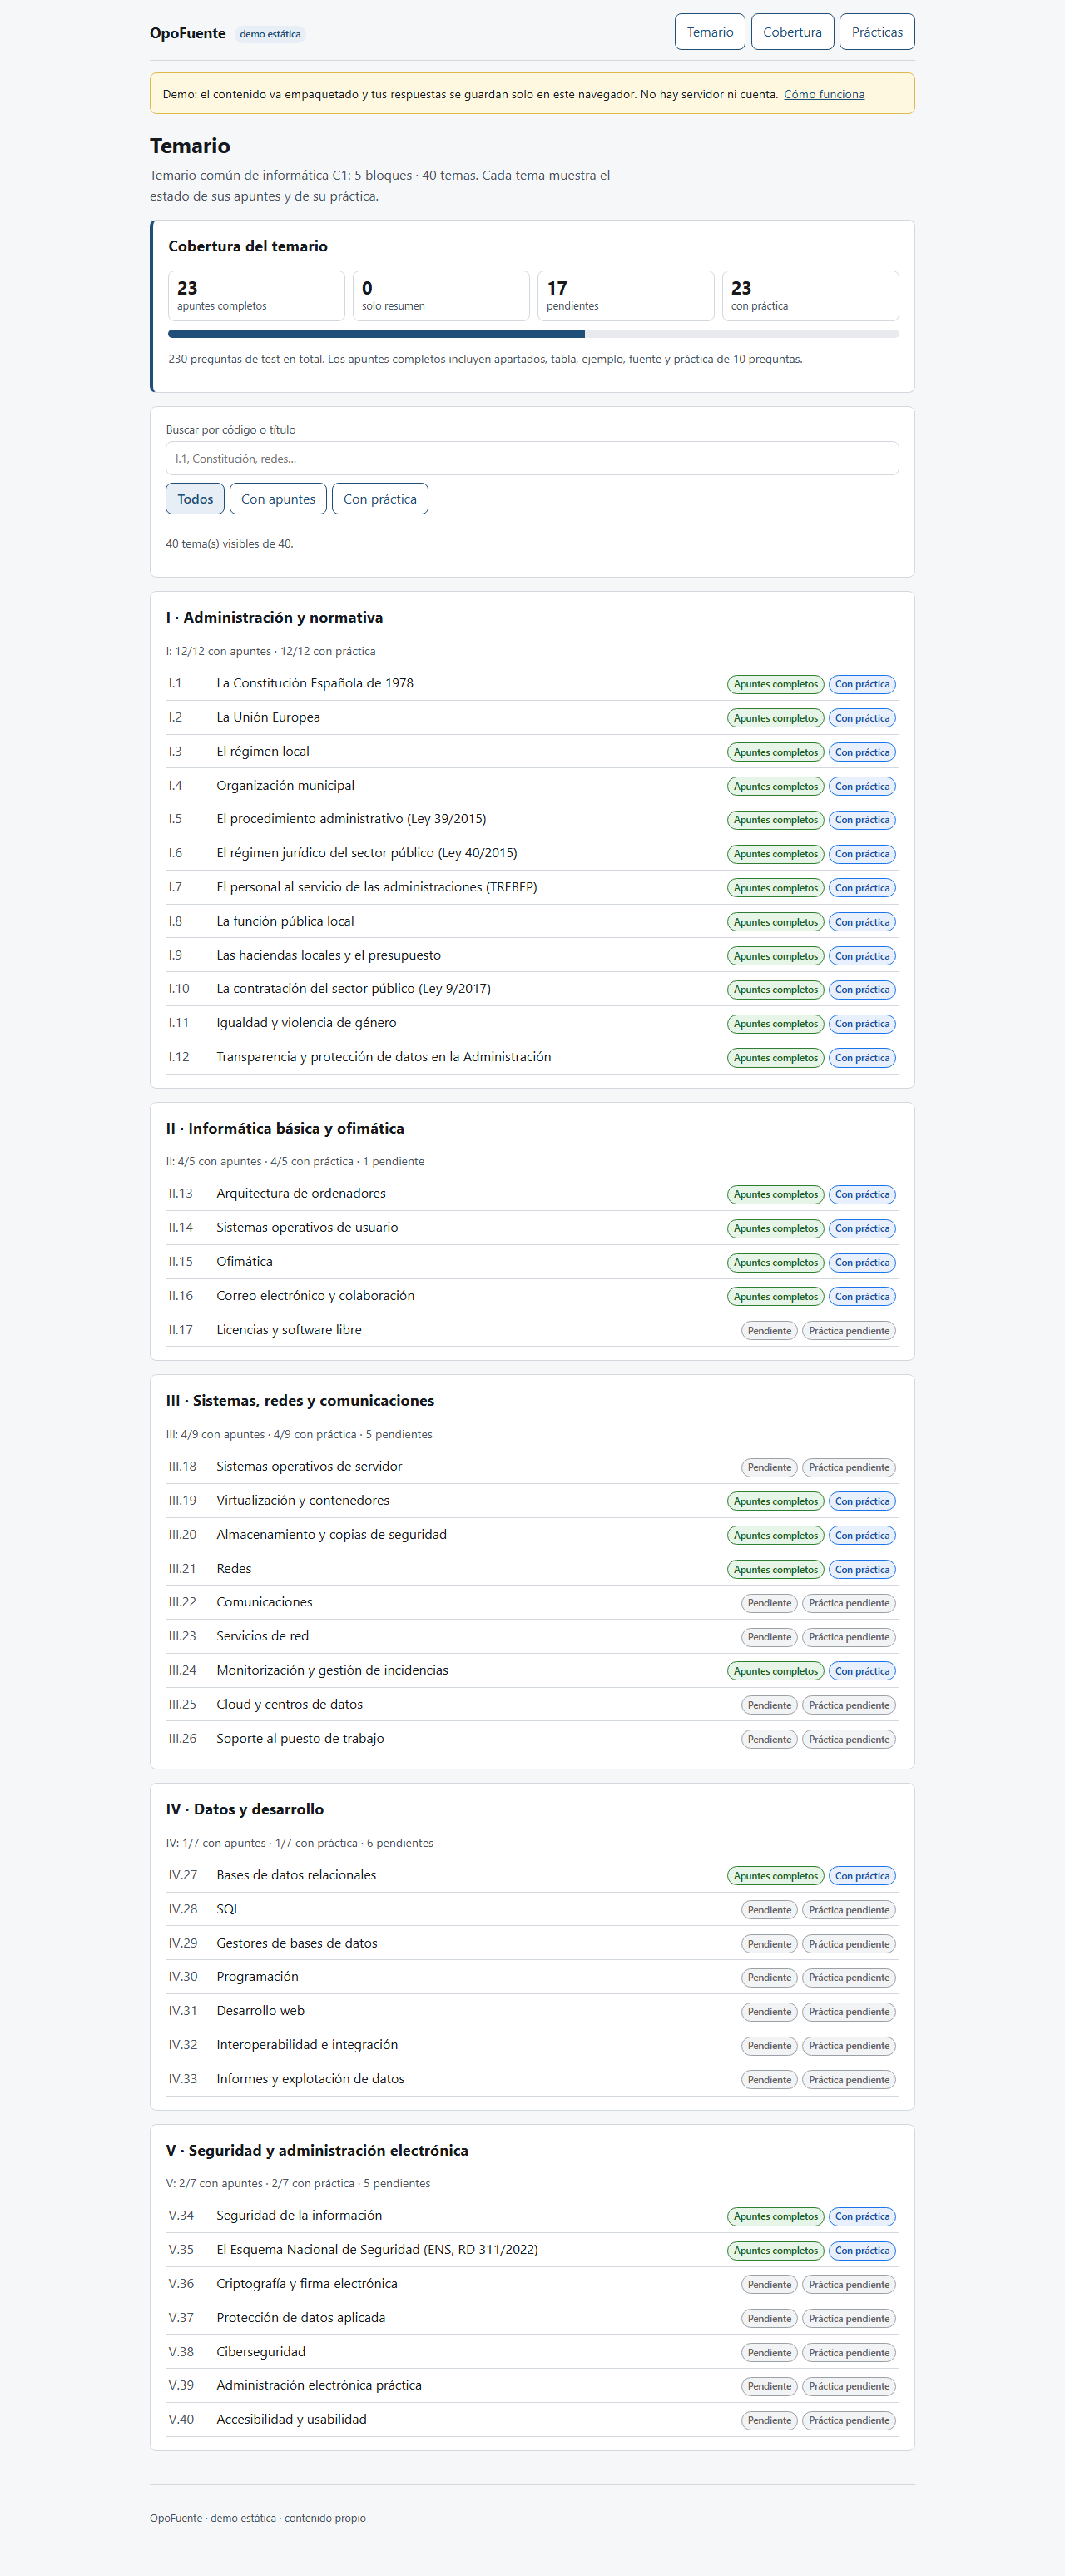 OpoFuente demo estática
Temario Cobertura Prácticas
Demo: el contenido va empaquetado y tus respuestas se guardan solo en este navegador. No hay servidor ni cuenta. Cómo funciona
Temario
Temario común de informática C1: 5 bloques · 40 temas. Cada tema muestra el
estado de sus apuntes y de su práctica.
Cobertura del temario
23
apuntes completos
0
solo resumen
17
pendientes
23
con práctica
230 preguntas de test en total. Los apuntes completos incluyen apartados, tabla, ejemplo, fuente y práctica de 10 preguntas.
Buscar por código o título
I.1, Constitución, redes...
Todos Con apuntes Con práctica
40 tema(s) visibles de 40.
I · Administración y normativa
I: 12/12 con apuntes · 12/12 con práctica
I.1 La Constitución Española de 1978 Apuntes completos Con práctica
I.2 La Unión Europea Apuntes completos Con práctica
I.3 El régimen local Apuntes completos Con práctica
I.4 Organización municipal Apuntes completos Con práctica
I.5 El procedimiento administrativo (Ley 39/2015) Apuntes completos Con práctica
I.6 El régimen jurídico del sector público (Ley 40/2015) Apuntes completos Con práctica
I.7 El personal al servicio de las administraciones (TREBEP) Apuntes completos Con práctica
I.8 La función pública local Apuntes completos Con práctica
I.9 Las haciendas locales y el presupuesto Apuntes completos Con práctica
I.10 La contratación del sector público (Ley 9/2017) Apuntes completos Con práctica
I.11 Igualdad y violencia de género Apuntes completos Con práctica
I.12 Transparencia y protección de datos en la Administración Apuntes completos Con práctica
II · Informática básica y ofimática
II: 4/5 con apuntes · 4/5 con práctica · 1 pendiente
II.13 Arquitectura de ordenadores Apuntes completos Con práctica
II.14 Sistemas operativos de usuario Apuntes completos Con práctica
II.15 Ofimática Apuntes completos Con práctica
II.16 Correo electrónico y colaboración Apuntes completos Con práctica
II.17 Licencias y software libre Pendiente Práctica pendiente
III · Sistemas, redes y comunicaciones
III: 4/9 con apuntes · 4/9 con práctica · 5 pendientes
III.18 Sistemas operativos de servidor Pendiente Práctica pendiente
III.19 Virtualización y contenedores Apuntes completos Con práctica
III.20 Almacenamiento y copias de seguridad Apuntes completos Con práctica
III.21 Redes Apuntes completos Con práctica
III.22 Comunicaciones Pendiente Práctica pendiente
III.23 Servicios de red Pendiente Práctica pendiente
III.24 Monitorización y gestión de incidencias Apuntes completos Con práctica
III.25 Cloud y centros de datos Pendiente Práctica pendiente
III.26 Soporte al puesto de trabajo Pendiente Práctica pendiente
IV · Datos y desarrollo
IV: 1/7 con apuntes · 1/7 con práctica · 6 pendientes
IV.27 Bases de datos relacionales Apuntes completos Con práctica
IV.28 SQL Pendiente Práctica pendiente
IV.29 Gestores de bases de datos Pendiente Práctica pendiente
IV.30 Programación Pendiente Práctica pendiente
IV.31 Desarrollo web Pendiente Práctica pendiente
IV.32 Interoperabilidad e integración Pendiente Práctica pendiente
IV.33 Informes y explotación de datos Pendiente Práctica pendiente
V · Seguridad y administración electrónica
V: 2/7 con apuntes · 2/7 con práctica · 5 pendientes
V.34 Seguridad de la información Apuntes completos Con práctica
V.35 El Esquema Nacional de Seguridad (ENS, RD 311/2022) Apuntes completos Con práctica
V.36 Criptografía y firma electrónica Pendiente Práctica pendiente
V.37 Protección de datos aplicada Pendiente Práctica pendiente
V.38 Ciberseguridad Pendiente Práctica pendiente
V.39 Administración electrónica práctica Pendiente Práctica pendiente
V.40 Accesibilidad y usabilidad Pendiente Práctica pendiente
OpoFuente · demo estática · contenido propio